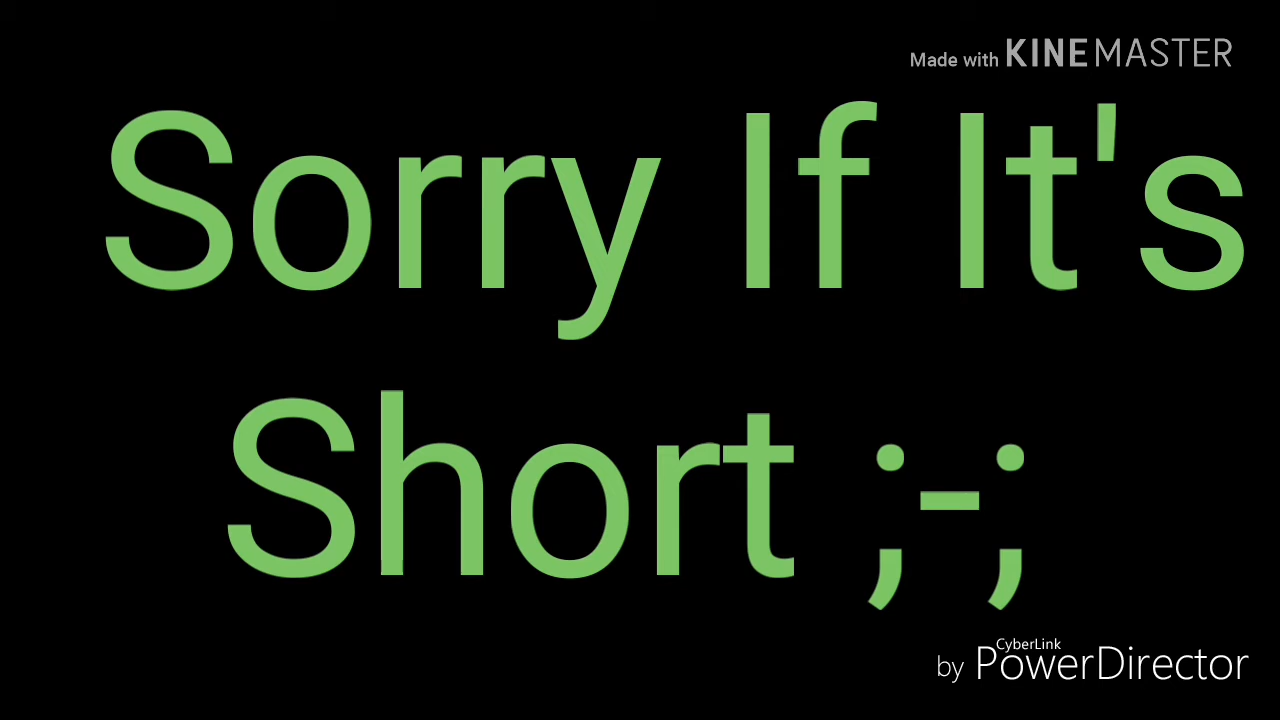 Made with KINEMASTER
Sorry If It's
Short ;-;
CyberLink
by PowerDirector